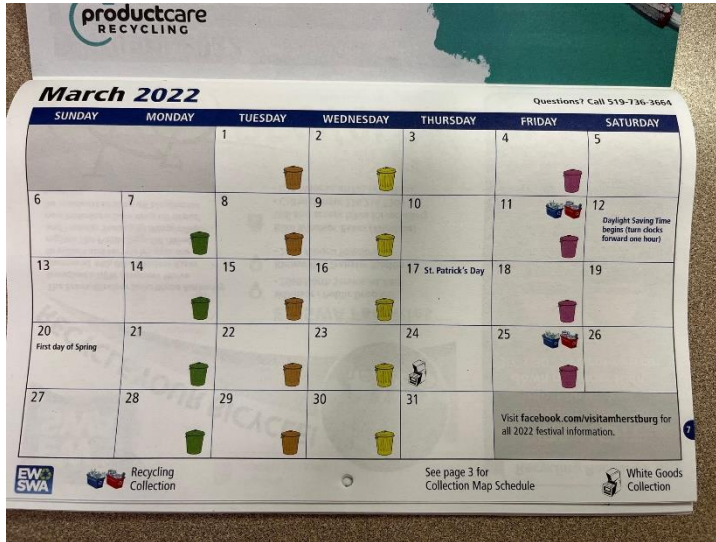 productcare
RECYCLING
March 2022
Questions? Call 519-736-3664
SUNDAY MONDAY TUESDAY WEDNESDAY THURSDAY FRIDAY SATURDAY
1 2 3 4 5
6 7 8 9 10 11 12
Daylight Saving Time
begins (turn clocks
forward one hour)
13 14 15 16 17 St. Patrick's Day 18 19
20 21 22 23 24 25 26
First day of Spring
27 28 29 30 31
Visit facebook.com/visitamherstburg for
all 2022 festival information.
7
EW
SWA
Recycling
Collection
See page 3 for
Collection Map Schedule
White Goods
Collection